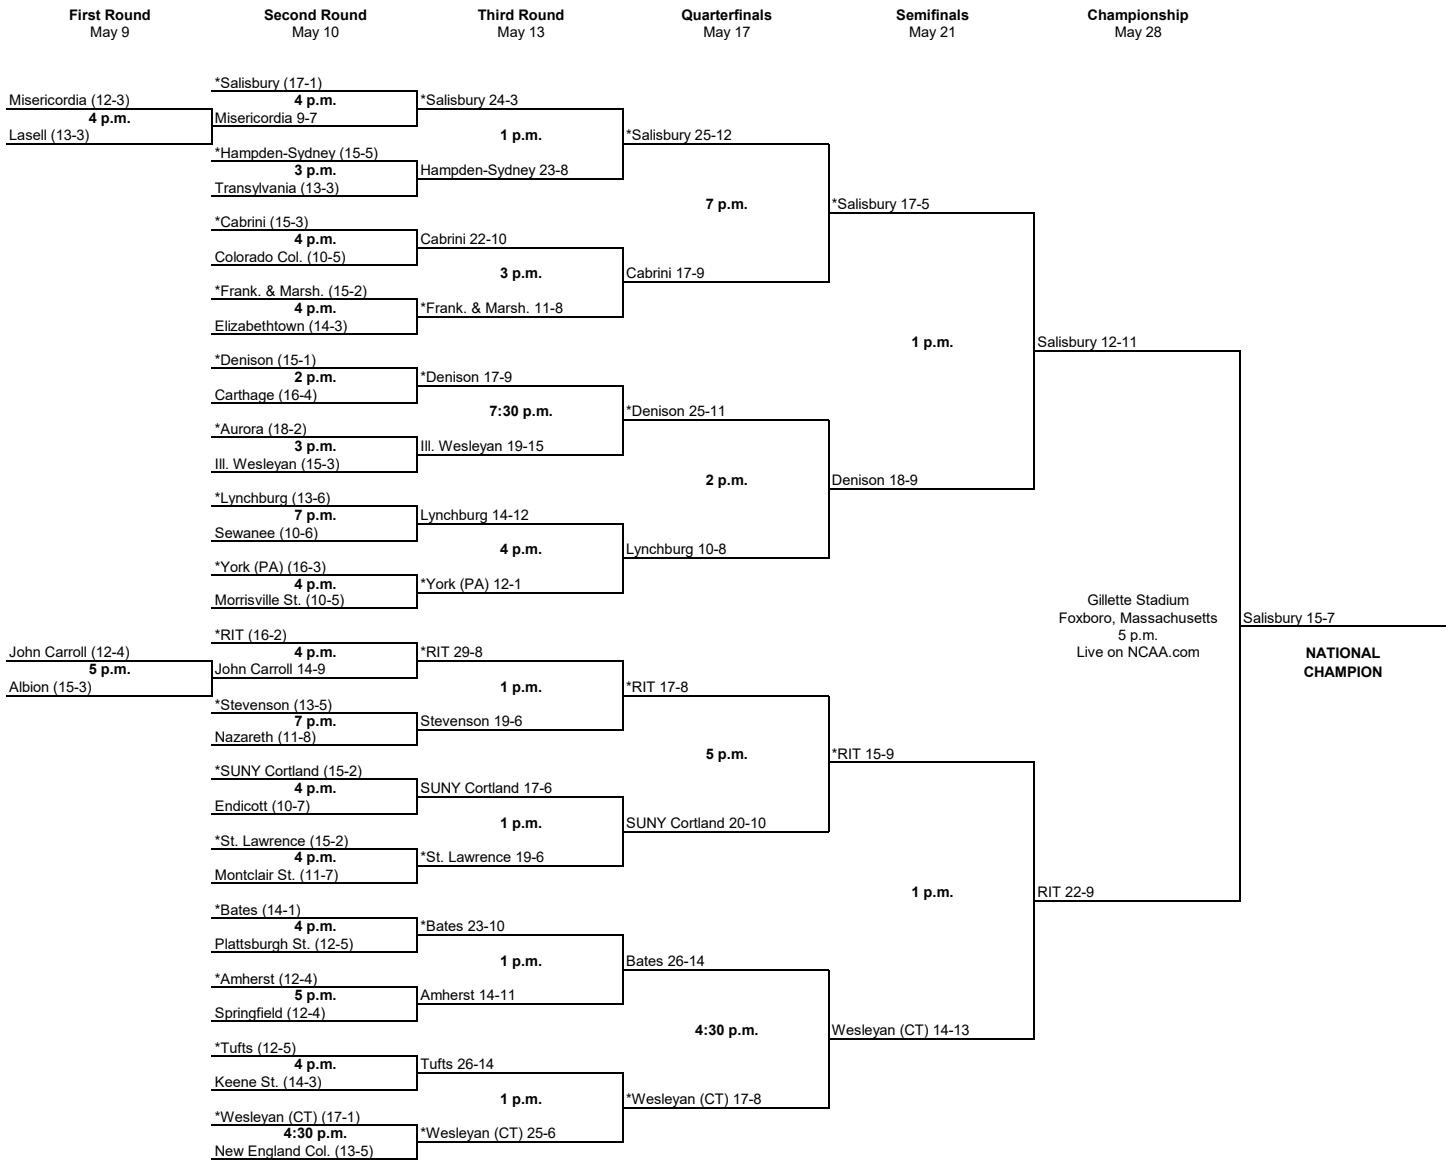 First Round
May 9
Second Round
May 10
Third Round
May 13
Quarterfinals
May 17
Semifinals
May 21
Championship
May 28
Misericordia (12-3)
4 p.m.
Lasell (13-3)
John Carroll (12-4)
5 p.m.
Albion (15-3)
*Salisbury (17-1)
4 p.m.
Misericordia 9-7
*Hampden-Sydney (15-5)
3 p.m.
Transylvania (13-3)
*Cabrini (15-3)
4 p.m.
Colorado Col. (10-5)
*Frank. & Marsh. (15-2)
4 p.m.
Elizabethtown (14-3)
*Denison (15-1)
2 p.m.
Carthage (16-4)
*Aurora (18-2)
3 p.m.
Ill. Wesleyan (15-3)
*Lynchburg (13-6)
7 p.m.
Sewanee (10-6)
*York (PA) (16-3)
4 p.m.
Morrisville St. (10-5)
*RIT (16-2)
4 p.m.
John Carroll 14-9
*Stevenson (13-5)
7 p.m.
Nazareth (11-8)
*SUNY Cortland (15-2)
4 p.m.
Endicott (10-7)
*St. Lawrence (15-2)
4 p.m.
Montclair St. (11-7)
*Bates (14-1)
4 p.m.
Plattsburgh St. (12-5)
*Amherst (12-4)
5 p.m.
Springfield (12-4)
*Tufts (12-5)
4 p.m.
Keene St. (14-3)
*Wesleyan (CT) (17-1)
4:30 p.m.
New England Col. (13-5)
*Salisbury 24-3
1 p.m.
Hampden-Sydney 23-8
Cabrini 22-10
3 p.m.
*Frank. & Marsh. 11-8
*Denison 17-9
7:30 p.m.
Ill. Wesleyan 19-15
Lynchburg 14-12
4 p.m.
*York (PA) 12-1
*RIT 29-8
1 p.m.
Stevenson 19-6
SUNY Cortland 17-6
1 p.m.
*St. Lawrence 19-6
*Bates 23-10
1 p.m.
Amherst 14-11
Tufts 26-14
1 p.m.
*Wesleyan (CT) 25-6
*Salisbury 25-12
7 p.m.
Cabrini 17-9
*Denison 25-11
2 p.m.
Lynchburg 10-8
*RIT 17-8
5 p.m.
SUNY Cortland 20-10
Bates 26-14
4:30 p.m.
*Wesleyan (CT) 17-8
*Salisbury 17-5
1 p.m.
Denison 18-9
*RIT 15-9
1 p.m.
Wesleyan (CT) 14-13
Salisbury 12-11
Gillette Stadium
Foxboro, Massachusetts
5 p.m.
Live on NCAA.com
RIT 22-9
Salisbury 15-7
NATIONAL
CHAMPION